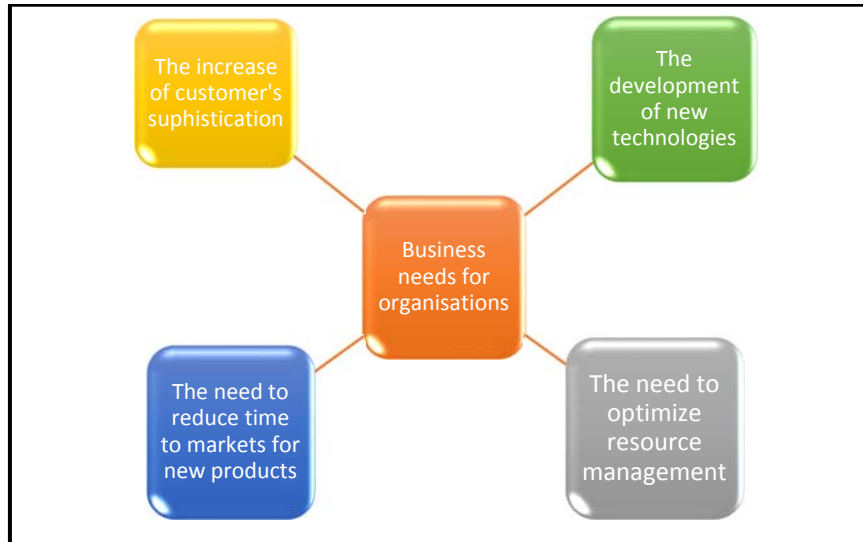 The increase
of customer's
suphistication
The
development
of new
technologies
Business
needs for
organisations
The need to
reduce time
to markets for
new products
The need to
optimize
resource
management